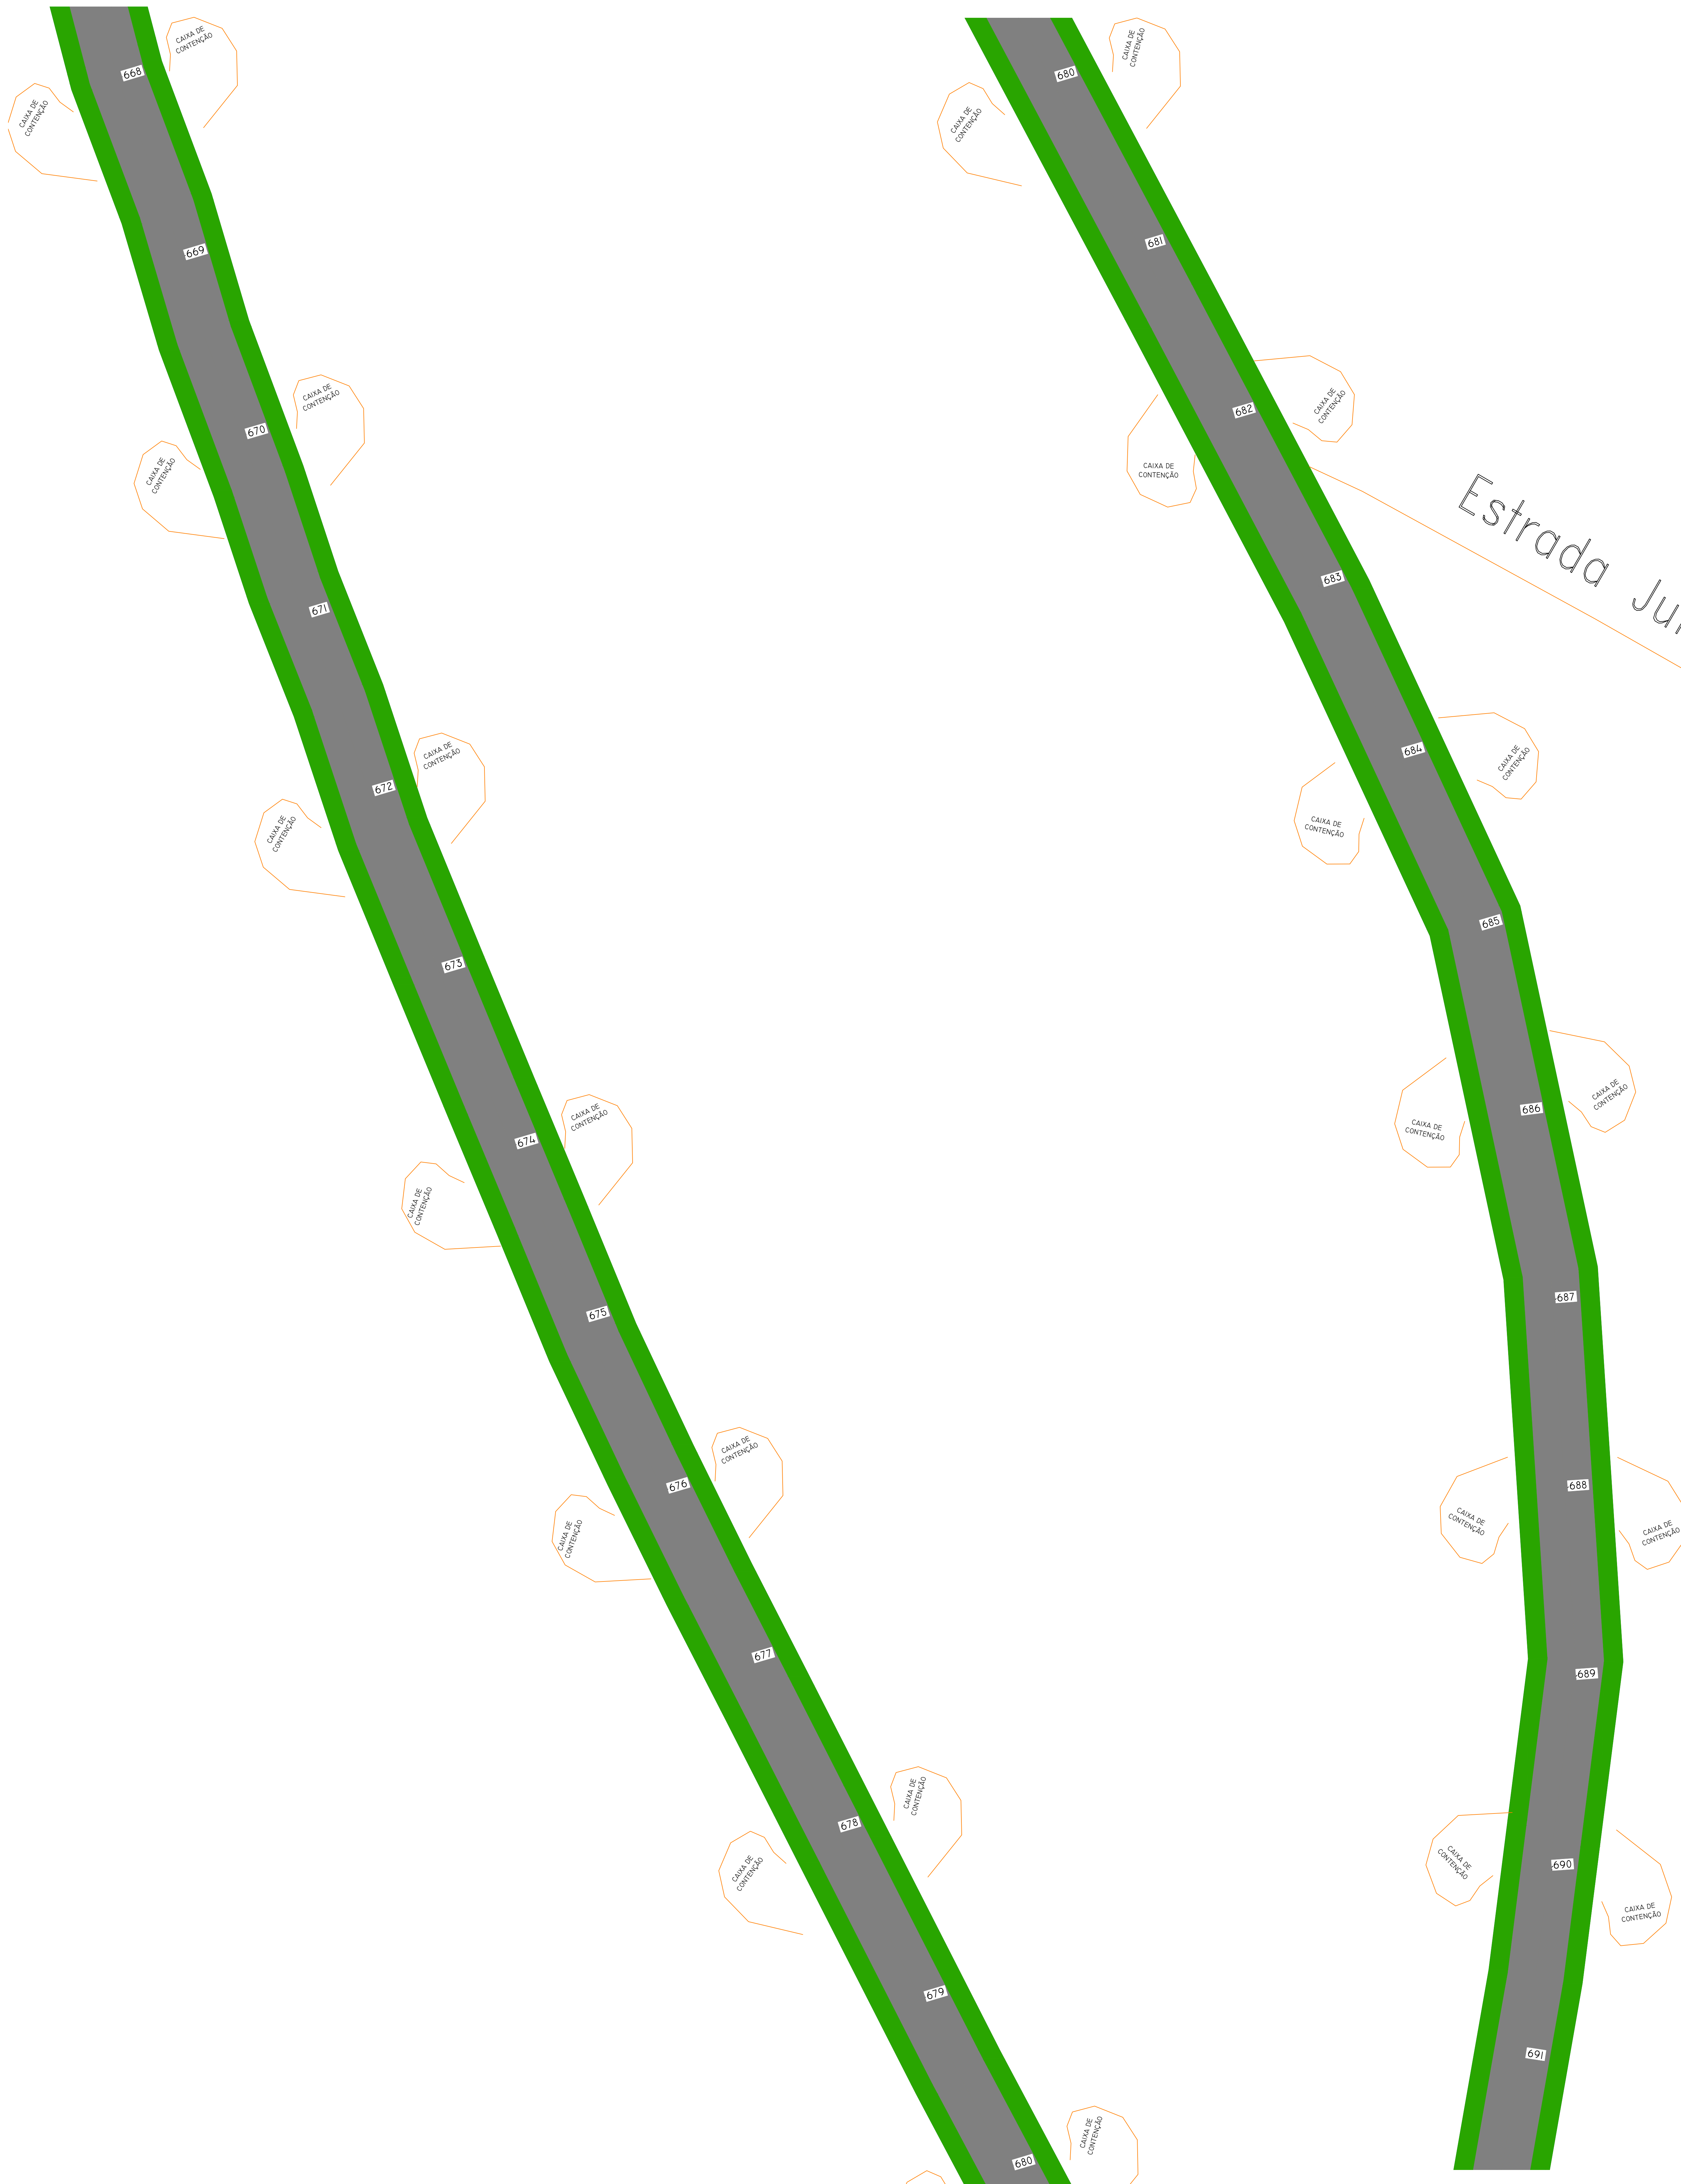 CAIXA DE
CONTENÇÃO
668
CAIXA DE
CONTENÇÃO
669
CAIXA DE
CONTENÇÃO
670
CAIXA DE
CONTENÇÃO
671
CAIXA DE
CONTENÇÃO
672
CAIXA DE
CONTENÇÃO
673
CAIXA DE
CONTENÇÃO
674
CAIXA DE
CONTENÇÃO
675
CAIXA DE
CONTENÇÃO
676
CAIXA DE
CONTENÇÃO
677
CAIXA DE
CONTENÇÃO
678
CAIXA DE
CONTENÇÃO
679
CAIXA DE
CONTENÇÃO
680
CAIXA DE
CONTENÇÃO
680
CAIXA DE
CONTENÇÃO
681
CAIXA DE
CONTENÇÃO
682
CAIXA DE
CONTENÇÃO
Estrada
683
684
CAIXA DE
CONTENÇÃO
CAIXA DE
CONTENÇÃO
685
CAIXA DE
CONTENÇÃO
686
CAIXA DE
CONTENÇÃO
687
688
CAIXA DE
CONTENÇÃO
CAIXA DE
CONTENÇÃO
689
CAIXA DE
CONTENÇÃO
690
CAIXA DE
CONTENÇÃO
691